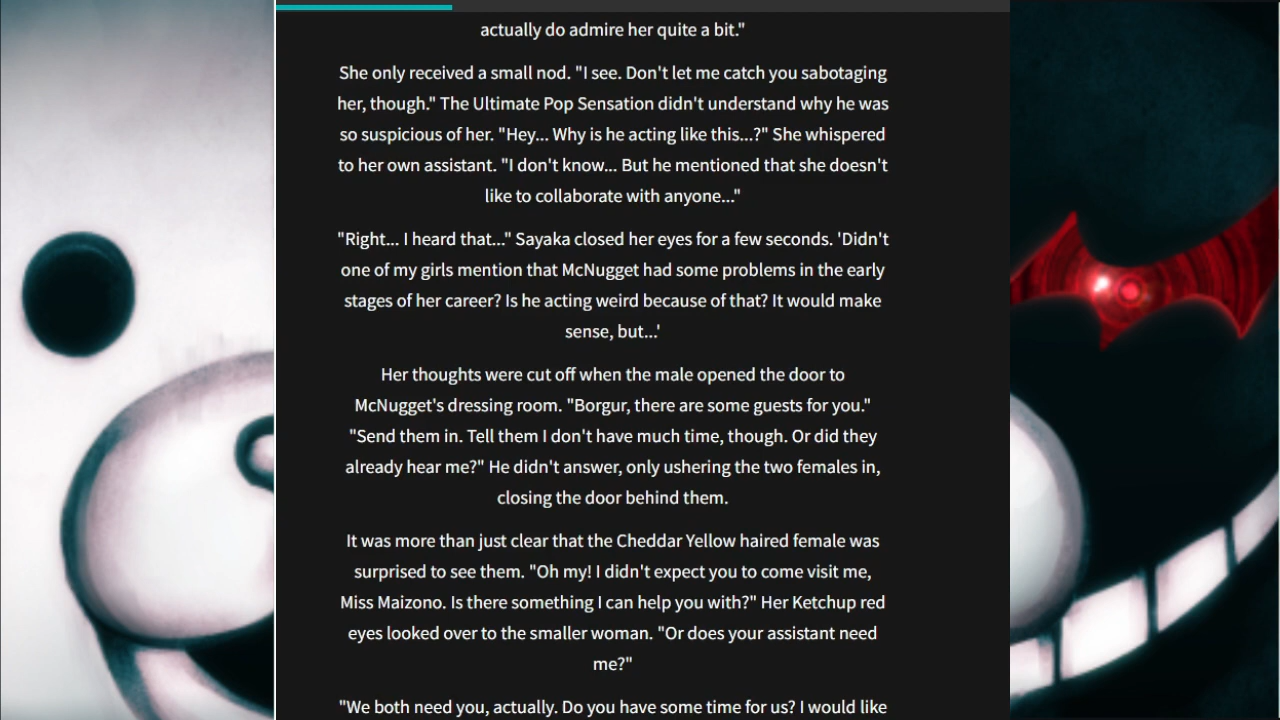 actually do admire her quite a bit."
She only received a small nod. "I see. Don't let me catch you sabotaging
her, though." The Ultimate Pop Sensation didn't understand why he was
so suspicious of her. "Hey... Why is he acting like this...?" She whispered
to her own assistant. "I don't know... But he mentioned that she doesn't
like to collaborate with anyone..."
"Right... I heard that..." Sayaka closed her eyes for a few seconds. 'Didn't
one of my girls mention that McNugget had some problems in the early
stages of her career? Is he acting weird because of that? It would make
sense, but...'
Her thoughts were cut off when the male opened the door to
McNugget's dressing room. "Borgur, there are some guests for you."
"Send them in. Tell them I don't have much time, though. Or did they
already hear me?" He didn't answer, only ushering the two females in,
closing the door behind them.
It was more than just clear that the Cheddar Yellow haired female was
surprised to see them. "Oh my! I didn't expect you to come visit me,
Miss Maizono. Is there something I can help you with?" Her Ketchup red
eyes looked over to the smaller woman. "Or does your assistant need
me?"
"We both need you, actually. Do you have some time for us? I would like